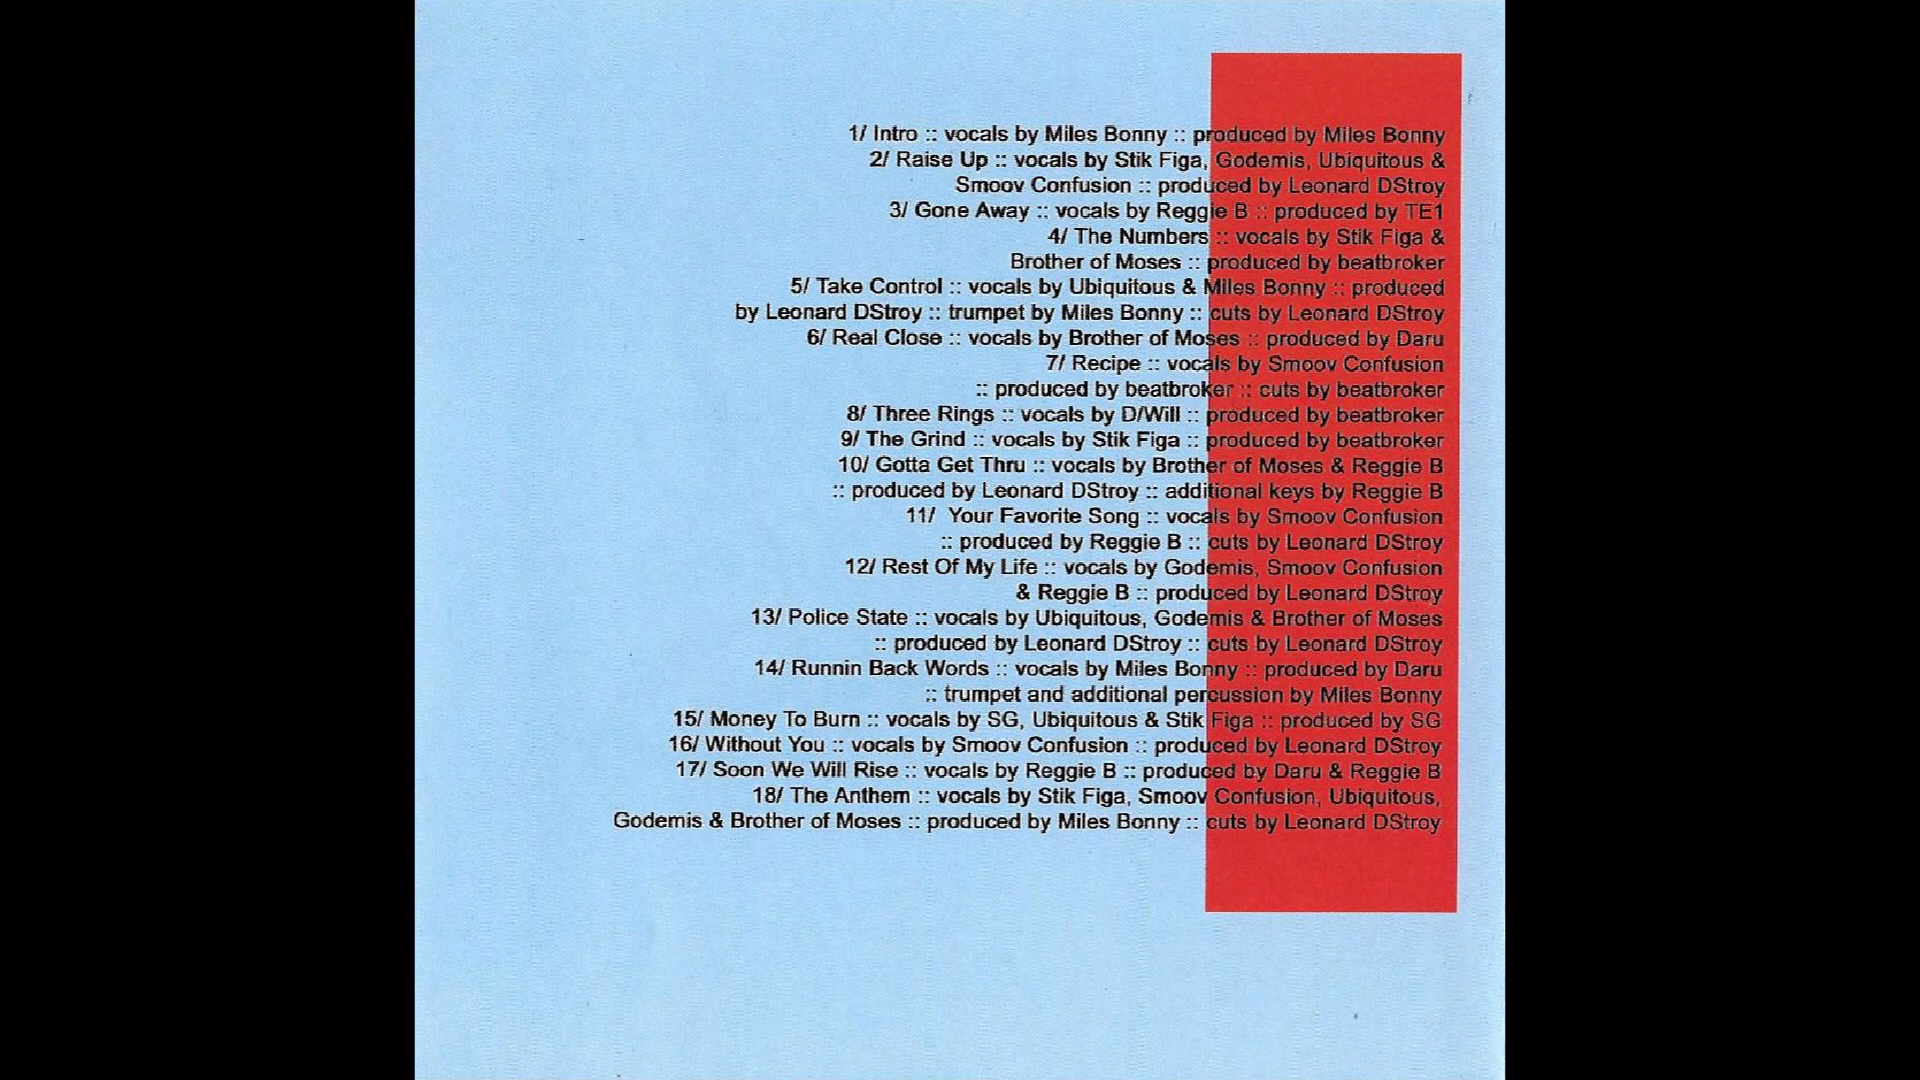 1/ Intro :: vocals by Miles Bonny :: produced by Miles Bonny
2/ Raise Up :: vocals by Stik Figa, Godemis, Ubiquitous &
Smoov Confusion :: produced by Leonard DStroy
3/ Gone Away :: vocals by Reggie B :: produced by TE1
4/ The Numbers :: vocals by Stik Figa &
Brother of Moses :: produced by beatbroker
5/ Take Control :: vocals by Ubiquitous & Miles Bonny :: produced
by Leonard DStroy :: trumpet by Miles Bonny :: cuts by Leonard DStroy
6/ Real Close :: vocals by Brother of Moses :: produced by Daru
7/ Recipe :: vocals by Smoov Confusion
:: produced by beatbroker :: cuts by beatbroker
8/ Three Rings :: vocals by D/Will :: produced by beatbroker
9/ The Grind :: vocals by Stik Figa :: produced by beatbroker
10/ Gotta Get Thru :: vocals by Brother of Moses & Reggie B
:: produced by Leonard DStroy :: additional keys by Reggie B
11/  Your Favorite Song :: vocals by Smoov Confusion
:: produced by Reggie B :: cuts by Leonard DStroy
12/ Rest Of My Life :: vocals by Godemis, Smoov Confusion
& Reggie B :: produced by Leonard DStroy
13/ Police State :: vocals by Ubiquitous, Godemis & Brother of Moses
:: produced by Leonard DStroy :: cuts by Leonard DStroy
14/ Runnin Back Words :: vocals by Miles Bonny :: produced by Daru
:: trumpet and additional percussion by Miles Bonny
15/ Money To Burn :: vocals by SG, Ubiquitous & Stik Figa :: produced by SG
16/ Without You :: vocals by Smoov Confusion :: produced by Leonard DStroy
17/ Soon We Will Rise :: vocals by Reggie B :: produced by Daru & Reggie B
18/ The Anthem :: vocals by Stik Figa, Smoov Confusion, Ubiquitous,
Godemis & Brother of Moses :: produced by Miles Bonny :: cuts by Leonard DStroy